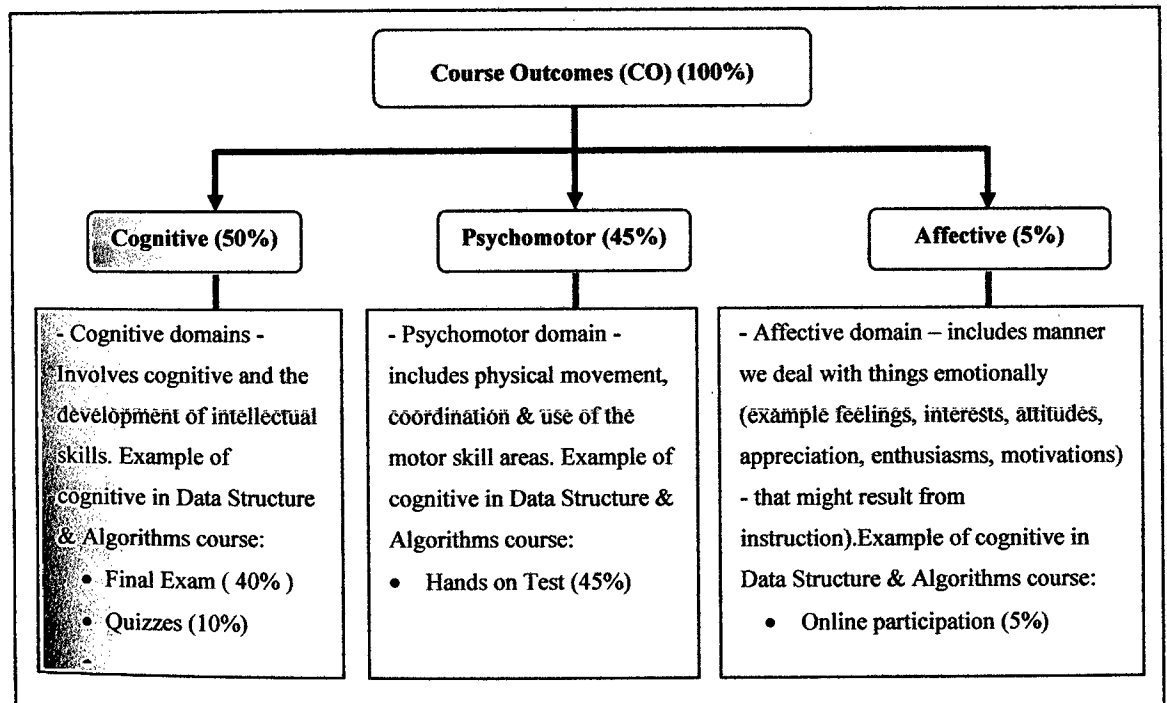 Course Outcomes (CO) (100%)
Cognitive (50%)
Psychomotor (45%)
Affective (5%)
- Cognitive domains -
Involves cognitive and the
development of intellectual
skills. Example of
cognitive in Data Structure
& Algorithms course:
• Final Exam ( 40% )
• Quizzes (10%)
-
- Psychomotor domain -
includes physical movement,
coordination & use of the
motor skill areas. Example of
cognitive in Data Structure &
Algorithms course:
• Hands on Test (45%)
- Affective domain – includes manner
we deal with things emotionally
(example feelings, interests, attitudes,
appreciation, enthusiasms, motivations)
- that might result from
instruction).Example of cognitive in
Data Structure & Algorithms course:
• Online participation (5%)